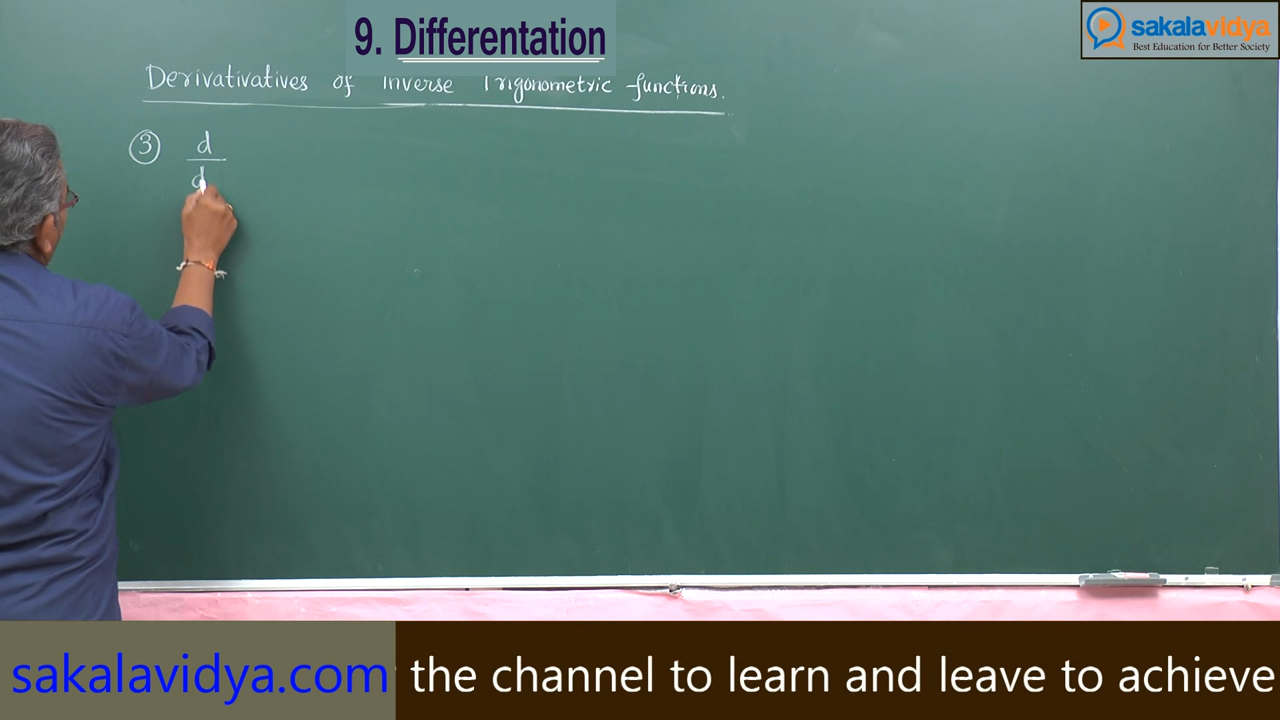 9. Differentation
sakalavidya
Best Education for Better Society
Derivativatives of Inverse Trigonometric functions.
3 d
d
sakalavidya.com the channel to learn and leave to achieve